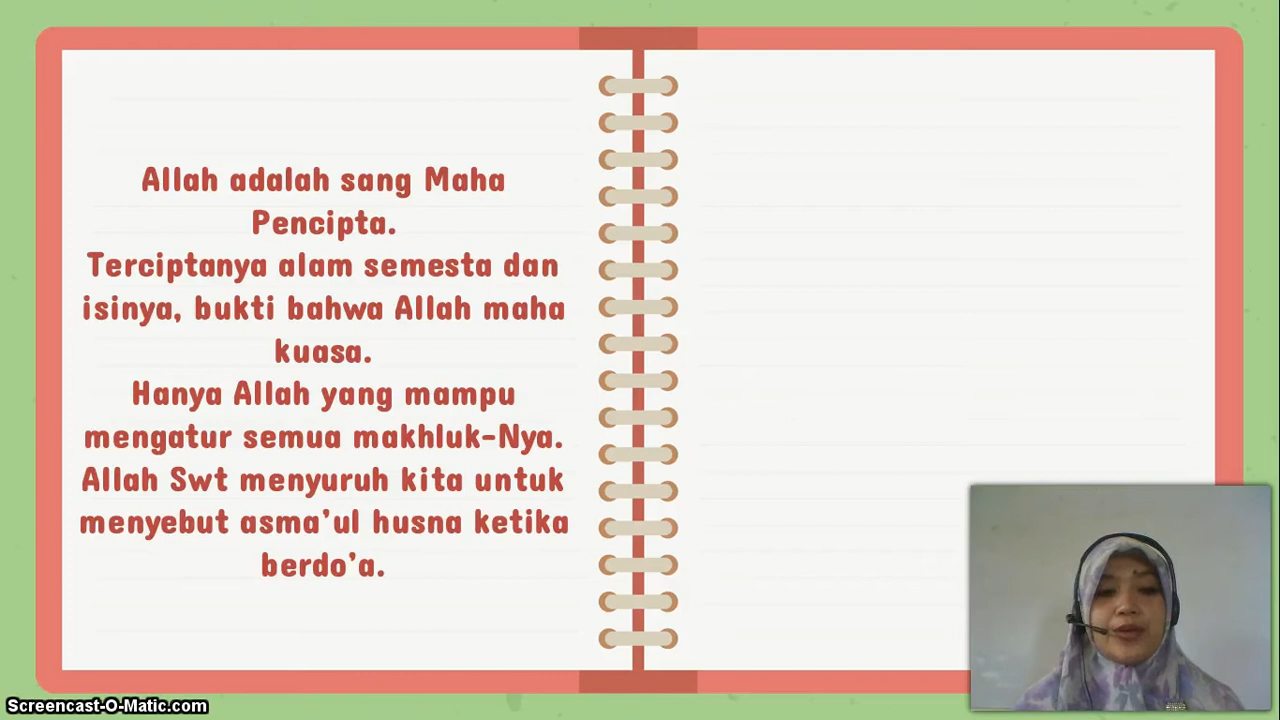 Allah adalah sang Maha
Pencipta.
Terciptanya alam semesta dan
isinya, bukti bahwa Allah maha
kuasa.
Hanya Allah yang mampu
mengatur semua makhluk-Nya.
Allah Swt menyuruh kita untuk
menyebut asma’ul husna ketika
berdo’a.
Screencast-O-Matic.com